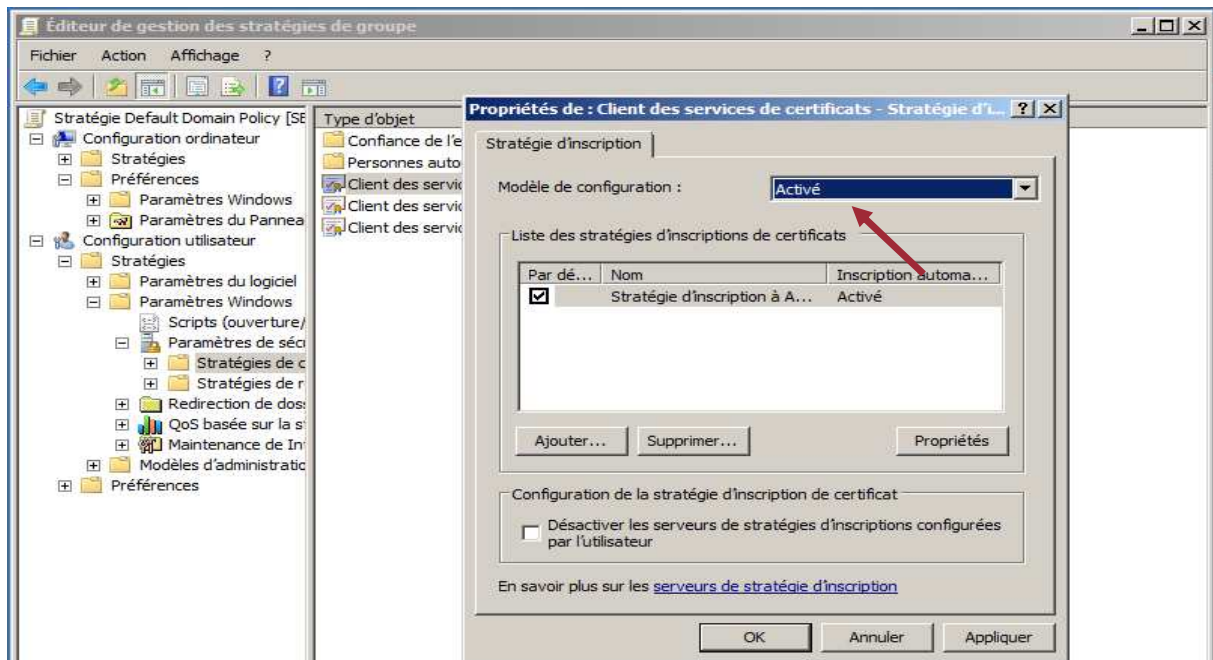 Éditeur de gestion des stratégies de groupe
Fichier Action Affichage ?
Stratégie Default Domain Policy [SE
Configuration ordinateur
Stratégies
Préférences
Paramètres Windows
Paramètres du Pannea
Configuration utilisateur
Stratégies
Paramètres du logiciel
Paramètres Windows
Scripts (ouverture/
Paramètres de sécu
Stratégies de c
Stratégies de r
Redirection de doss
QoS basée sur la st
Maintenance de In
Modèles d'administratio
Préférences
Type d'objet
Confiance de l'e
Personnes auto
Client des servic
Client des servic
Client des servic
Propriétés de : Client des services de certificats - Stratégie d'i...
Stratégie d'inscription
Modèle de configuration : Activé
Liste des stratégies d'inscriptions de certificats
Par dé... Nom Inscription automa...
Stratégie d'inscription à A... Activé
Ajouter... Supprimer... Propriétés
Configuration de la stratégie d'inscription de certificat
Désactiver les serveurs de stratégies d'inscriptions configurées
par l'utilisateur
En savoir plus sur les serveurs de stratégie d'inscription
OK Annuler Appliquer